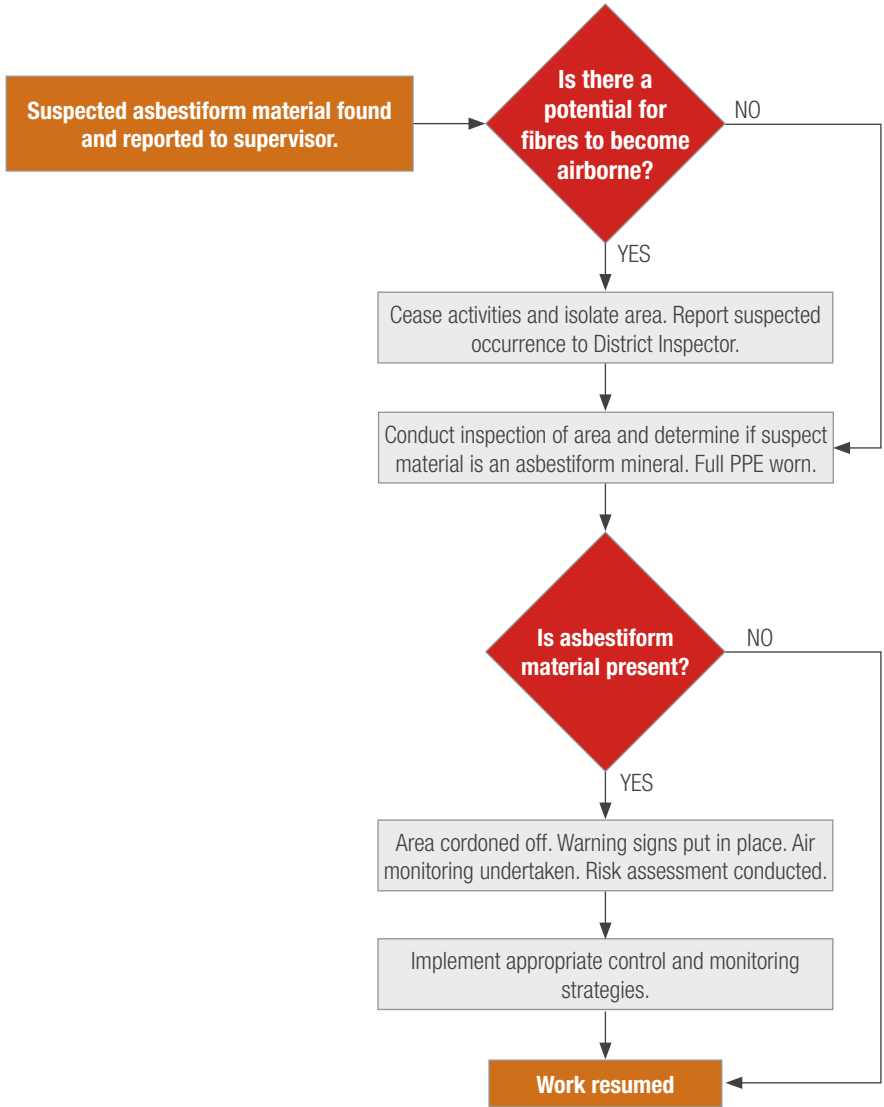 Suspected asbestiform material found
and reported to supervisor.
Is there a
potential for
fibres to become
airborne?
NO
YES
Cease activities and isolate area. Report suspected
occurrence to District Inspector.
Conduct inspection of area and determine if suspect
material is an asbestiform mineral. Full PPE worn.
Is asbestiform
material present?
NO
YES
Area cordoned off. Warning signs put in place. Air
monitoring undertaken. Risk assessment conducted.
Implement appropriate control and monitoring
strategies.
Work resumed